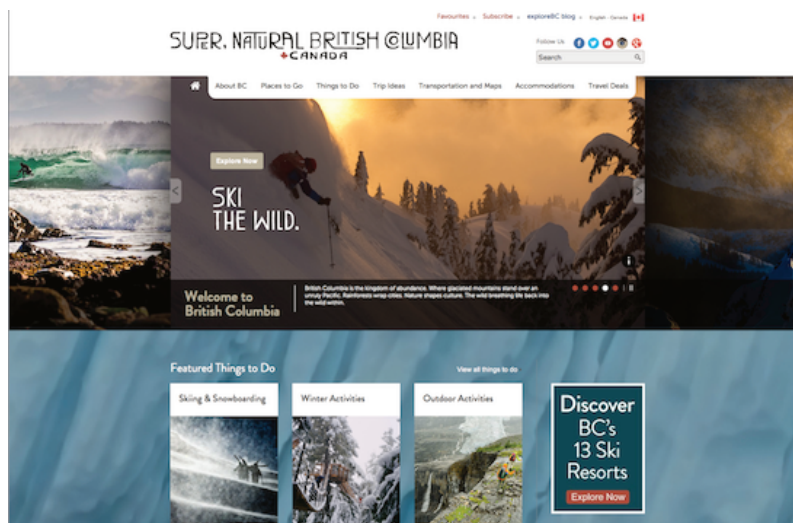 Favourites Subscribe exploreBC blog English - Canada
SUPER, NATURAL BRITISH COLUMBIA
CANADA
Follow Us
Search
About BC Places to Go Things to Do Trip Ideas Transportation and Maps Accommodations Travel Deals
Explore Now
SKI
THE WILD.
Welcome to
British Columbia
British Columbia is the kingdom of abundance. Where glaciated mountains stand over an
unruly Pacific. Rainforests wrap cities. Nature shapes culture. The wild breathing life back into
the wild within.
Featured Things to Do View all things to do
Skiing & Snowboarding Winter Activities Outdoor Activities
Discover
BC's
13 Ski
Resorts
Explore Now